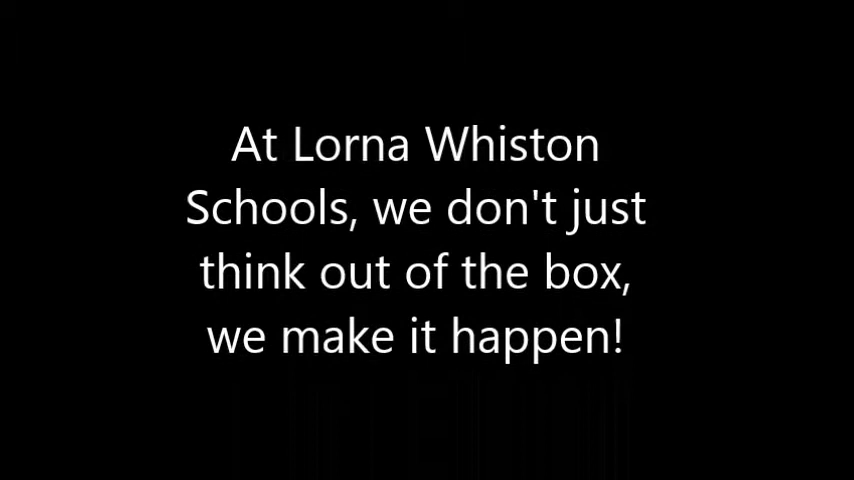 At Lorna Whiston
Schools, we don't just
think out of the box,
we make it happen!